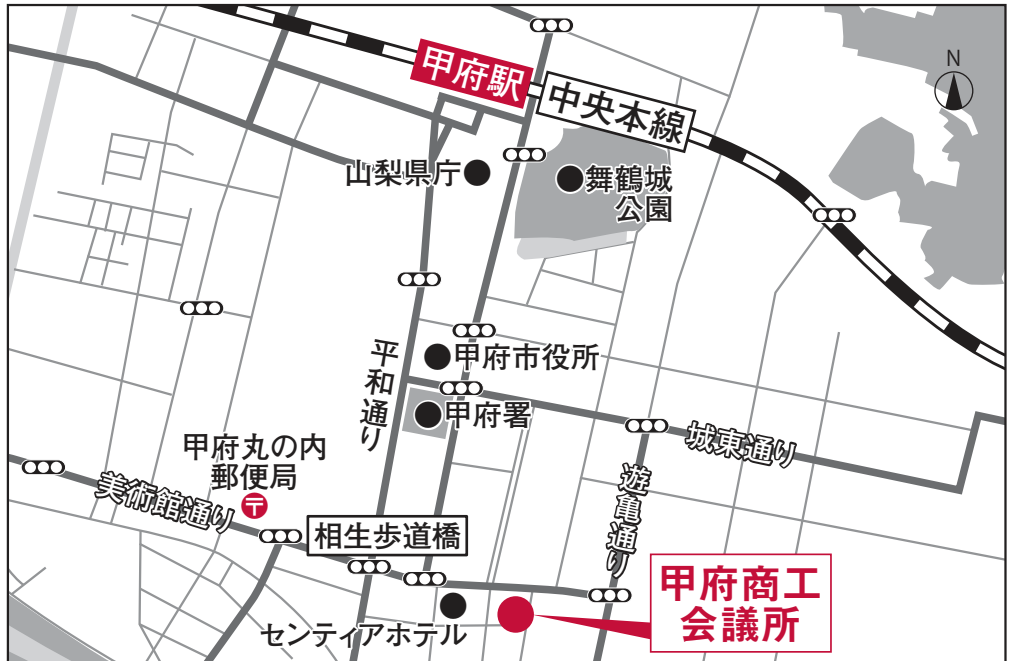 N
甲府駅
中央本線
山梨県庁
舞鶴城
公園
甲府市役所
平和通り
甲府署
城東通り
遊亀通り
甲府丸の内
郵便局
〒
美術館通り
相生歩道橋
甲府商工
会議所
センティアホテル